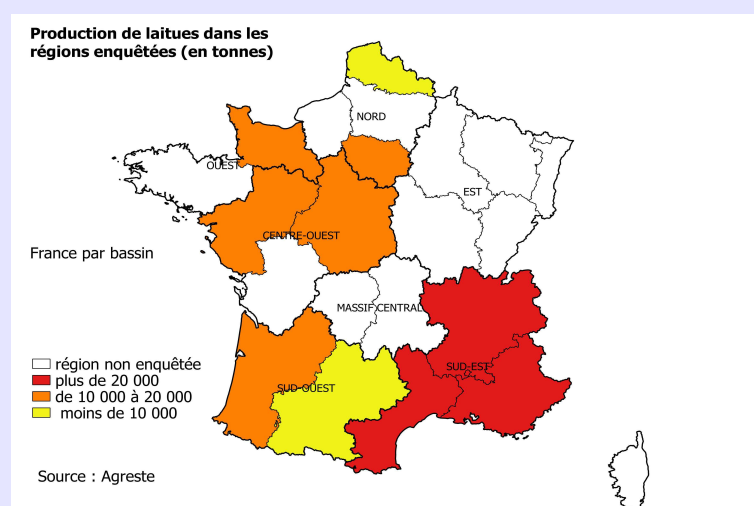 Production de laitues dans les
régions enquêtées (en tonnes)
NORD
OUEST
EST
CENTRE-OUEST
France par bassin
MASSIF CENTRAL
SUD-EST
SUD-OUEST
région non enquêtée
plus de 20 000
de 10 000 à 20 000
moins de 10 000
Source : Agreste